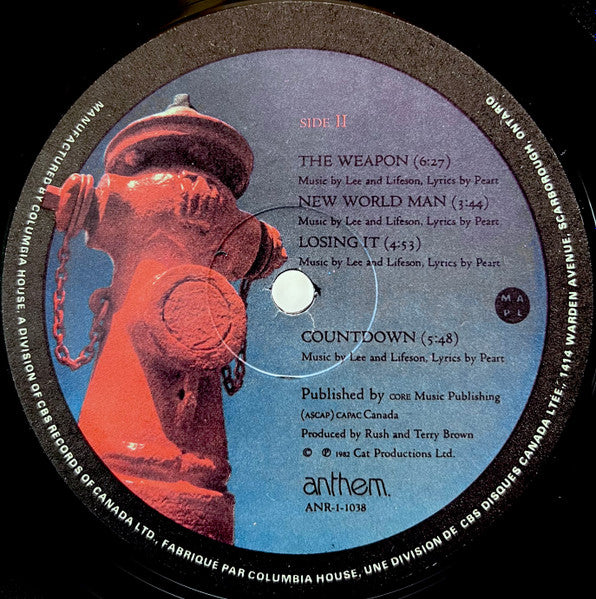 SIDE II
THE WEAPON (6:27)
Music by Lee and Lifeson, Lyrics by Peart
NEW WORLD MAN (3:44)
Music by Lee and Lifeson, Lyrics by Peart
LOSING IT (4:53)
Music by Lee and Lifeson, Lyrics by Peart
M A
P L
COUNTDOWN (5:48)
Music by Lee and Lifeson, Lyrics by Peart
Published by CORE Music Publishing
(ASCAP) CAPAC Canada
Produced by Rush and Terry Brown
© ℗ 1982 Cat Productions Ltd.
anthem.
ANR-1-1038
MANUFACTURED BY COLUMBIA HOUSE, A DIVISION OF CBS RECORDS OF CANADA LTD., FABRIQUÉ PAR COLUMBIA HOUSE, UNE DIVISION DE CBS DISQUES CANADA LTÉE., 1414 WARDEN AVENUE, SCARBOROUGH, ONTARIO.